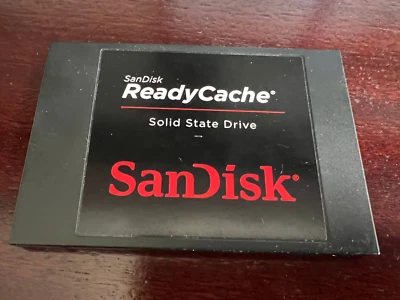 SanDisk
ReadyCache®
Solid State Drive
SanDisk®